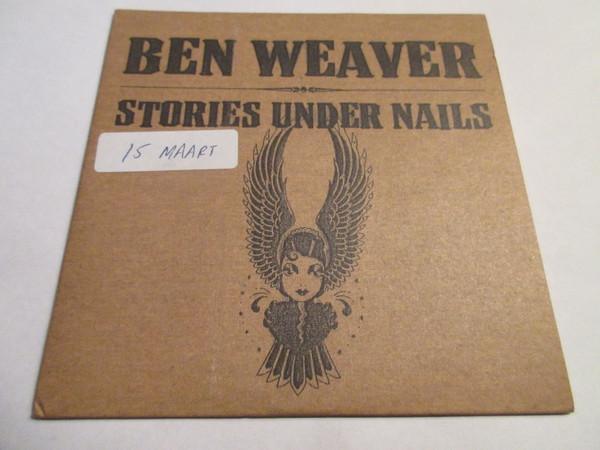 BEN WEAVER
STORIES UNDER NAILS
15 MAART